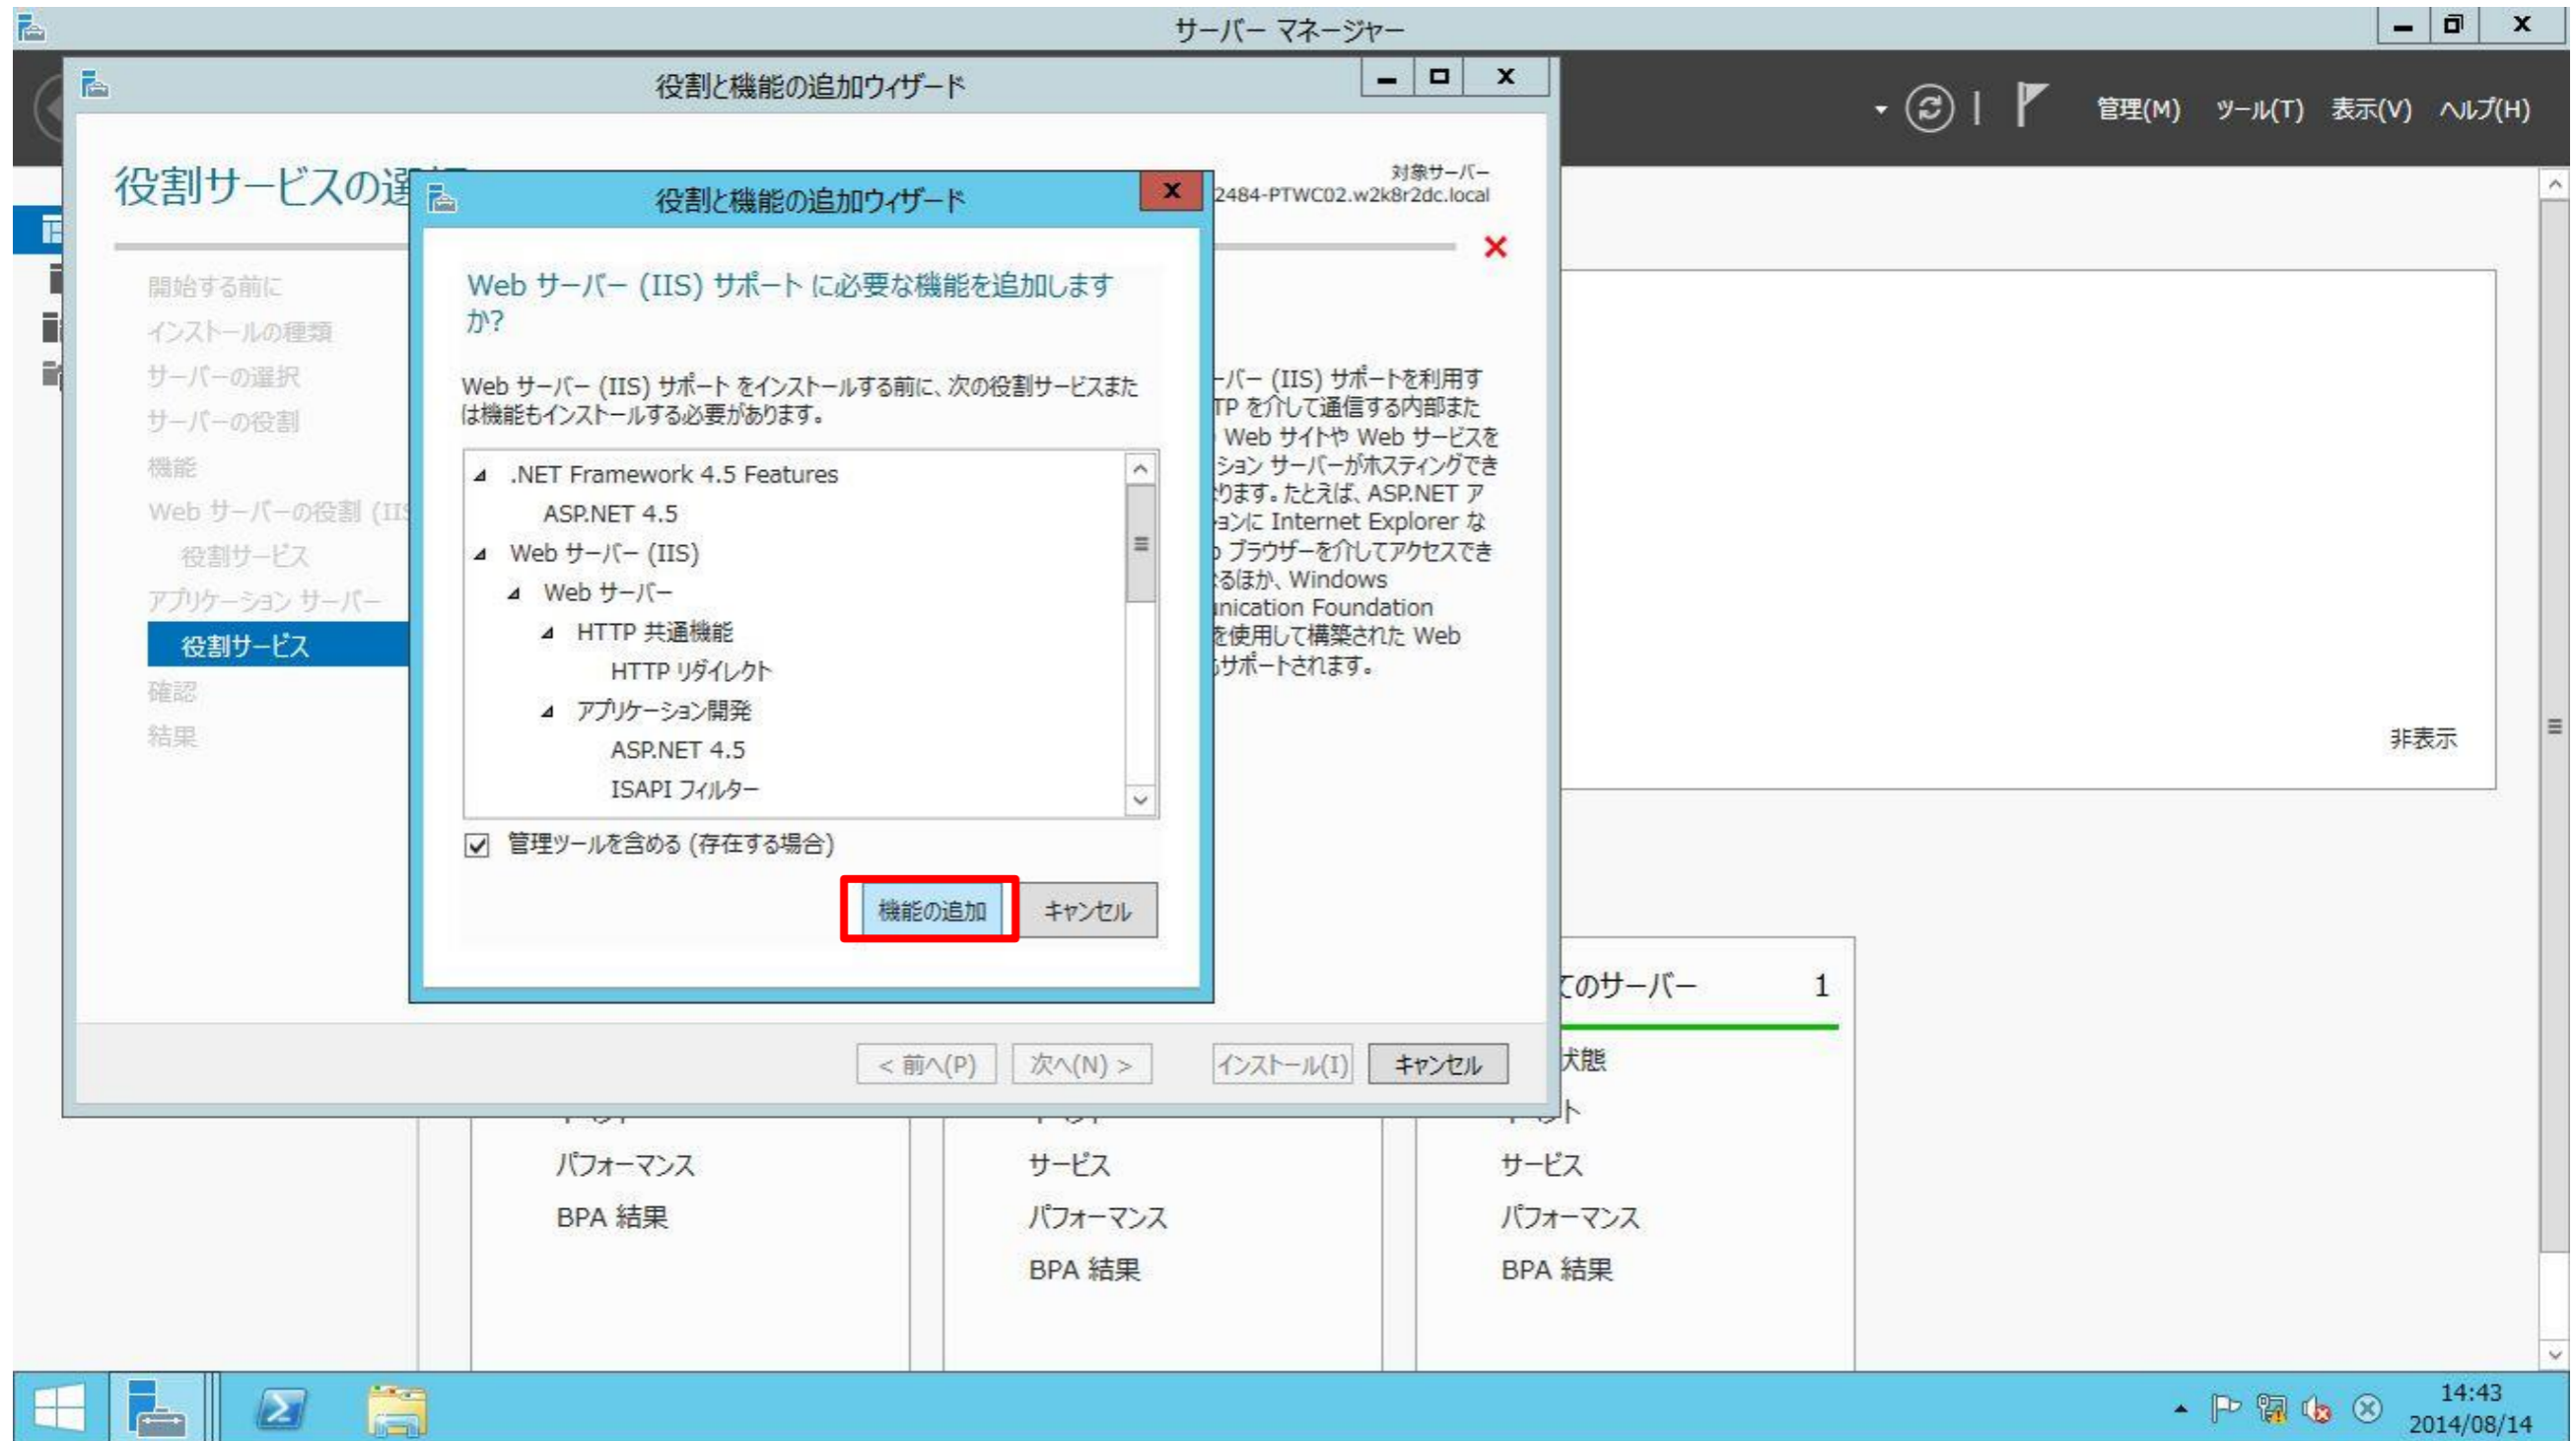 サーバー マネージャー
役割と機能の追加ウィザード
管理(M) ツール(T) 表示(V) ヘルプ(H)
役割サービスの選
対象サーバー
2484-PTWC02.w2k8r2dc.local
開始する前に
インストールの種類
サーバーの選択
サーバーの役割
機能
Web サーバーの役割 (IIS
役割サービス
アプリケーション サーバー
役割サービス
確認
結果
役割と機能の追加ウィザード
Web サーバー (IIS) サポート に必要な機能を追加します
か?
Web サーバー (IIS) サポート をインストールする前に、次の役割サービスまた
は機能もインストールする必要があります。
.NET Framework 4.5 Features
ASP.NET 4.5
Web サーバー (IIS)
Web サーバー
HTTP 共通機能
HTTP リダイレクト
アプリケーション開発
ASP.NET 4.5
ISAPI フィルター
管理ツールを含める (存在する場合)
機能の追加 キャンセル
ーバー (IIS) サポートを利用す
TP を介して通信する内部また
Web サイトや Web サービスを
ション サーバーがホスティングでき
ります。たとえば、ASP.NET ア
ョンに Internet Explorer な
ブラウザーを介してアクセスでき
るほか、Windows
unication Foundation
を使用して構築された Web
サポートされます。
< 前へ(P) 次へ(N) > インストール(I) キャンセル
非表示
てのサーバー 1
状態
パフォーマンス
BPA 結果
サービス
パフォーマンス
BPA 結果
サービス
パフォーマンス
BPA 結果
14:43
2014/08/14